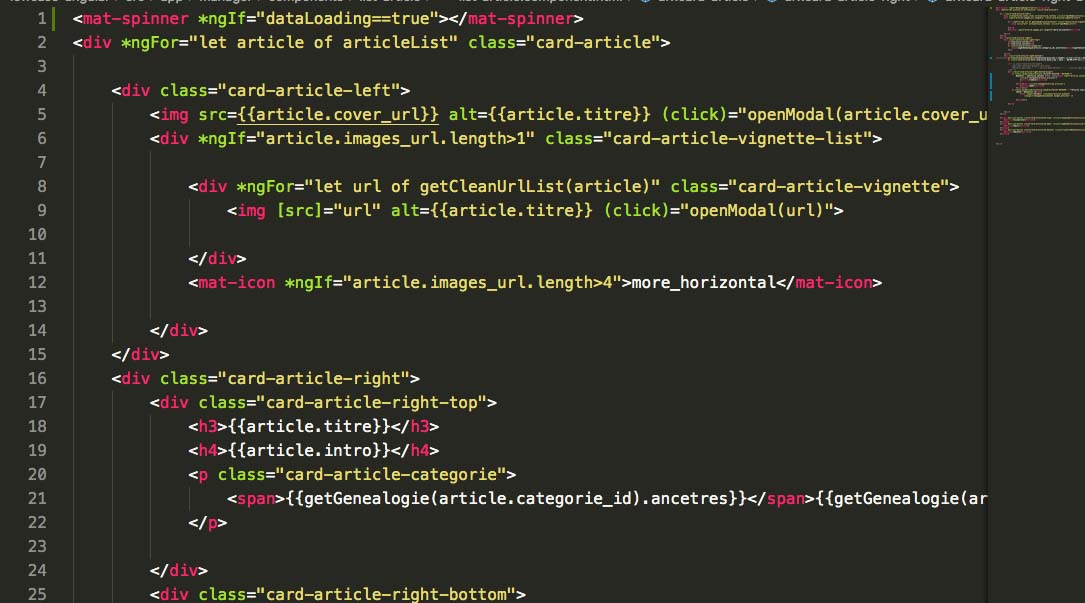 1 <mat-spinner *ngIf="dataLoading==true"></mat-spinner>
2 <div *ngFor="let article of articleList" class="card-article">
3
4 <div class="card-article-left">
5 <img src={{article.cover_url}} alt={{article.titre}} (click)="openModal(article.cover_u
6 <div *ngIf="article.images_url.length>1" class="card-article-vignette-list">
7
8 <div *ngFor="let url of getCleanUrlList(article)" class="card-article-vignette">
9 <img [src]="url" alt={{article.titre}} (click)="openModal(url)">
10
11 </div>
12 <mat-icon *ngIf="article.images_url.length>4">more_horizontal</mat-icon>
13
14 </div>
15 </div>
16 <div class="card-article-right">
17 <div class="card-article-right-top">
18 <h3>{{article.titre}}</h3>
19 <h4>{{article.intro}}</h4>
20 <p class="card-article-categorie">
21 <span>{{getGenealogie(article.categorie_id).ancetres}}</span>{{getGenealogie(ar
22 </p>
23
24 </div>
25 <div class="card-article-right-bottom">